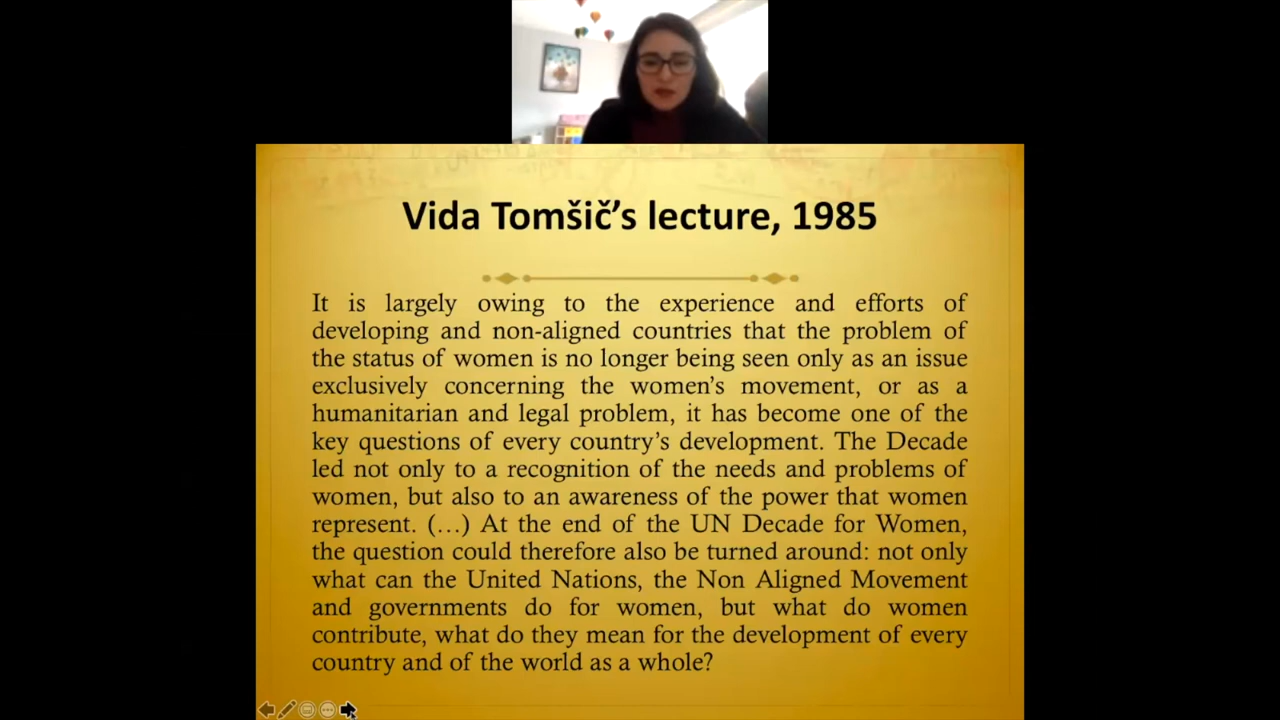 Vida Tomšič’s lecture, 1985
It is largely owing to the experience and efforts of
developing and non-aligned countries that the problem of
the status of women is no longer being seen only as an issue
exclusively concerning the women’s movement, or as a
humanitarian and legal problem, it has become one of the
key questions of every country’s development. The Decade
led not only to a recognition of the needs and problems of
women, but also to an awareness of the power that women
represent. (…) At the end of the UN Decade for Women,
the question could therefore also be turned around: not only
what can the United Nations, the Non Aligned Movement
and governments do for women, but what do women
contribute, what do they mean for the development of every
country and of the world as a whole?